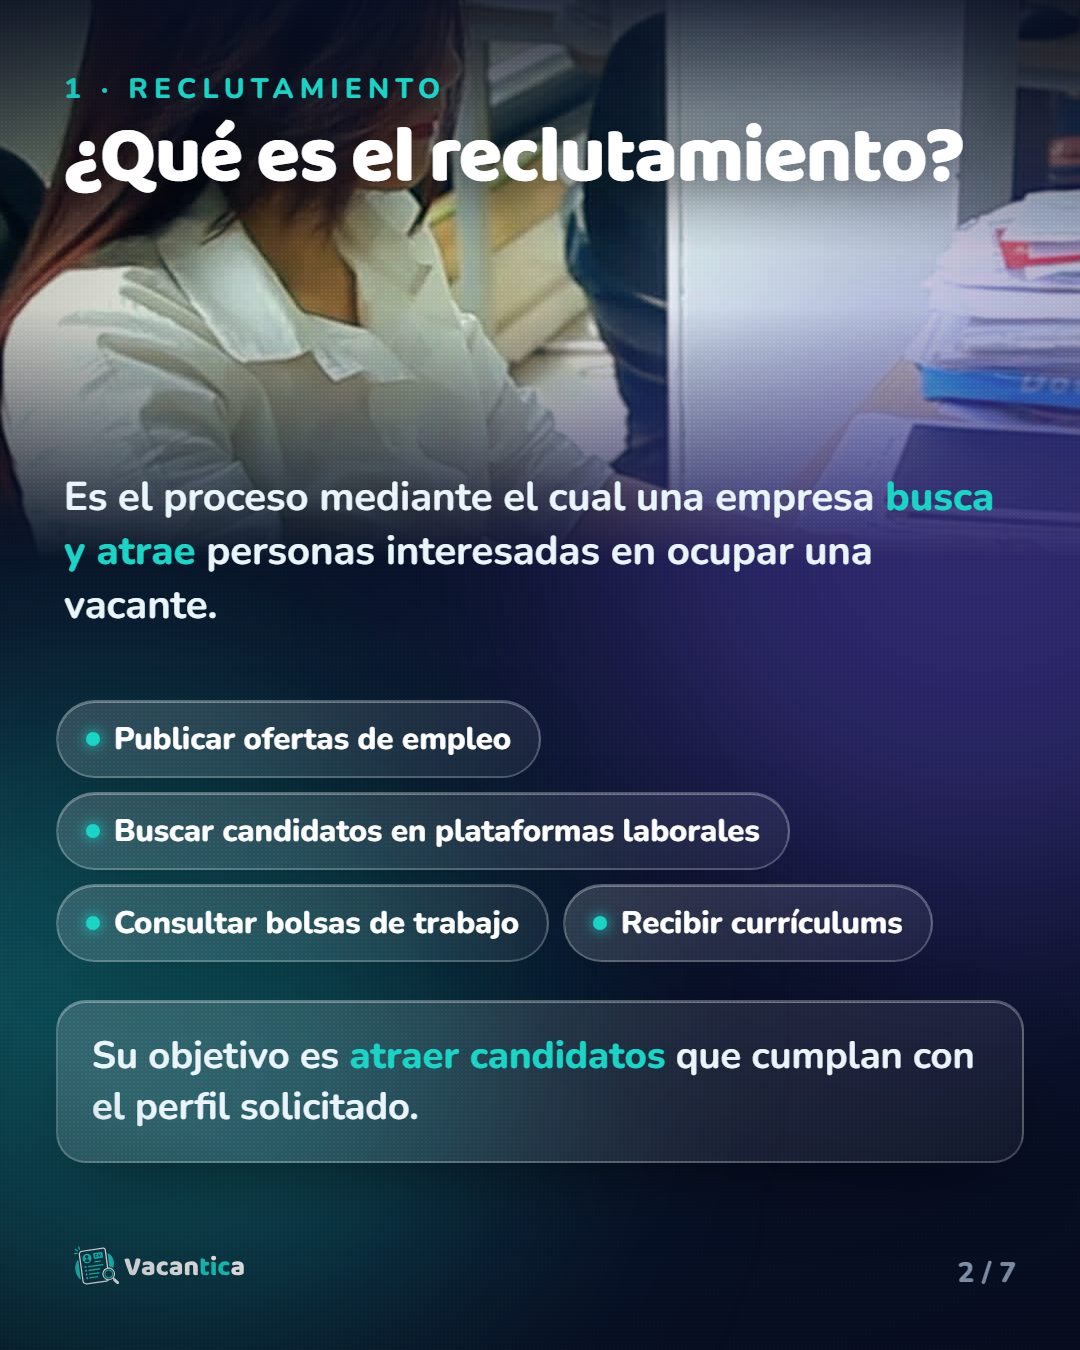 1 · RECLUTAMIENTO
¿Qué es el reclutamiento?
Es el proceso mediante el cual una empresa busca
y atrae personas interesadas en ocupar una
vacante.
Publicar ofertas de empleo
Buscar candidatos en plataformas laborales
Consultar bolsas de trabajo
Recibir currículums
Su objetivo es atraer candidatos que cumplan con
el perfil solicitado.
Vacantica
2 / 7